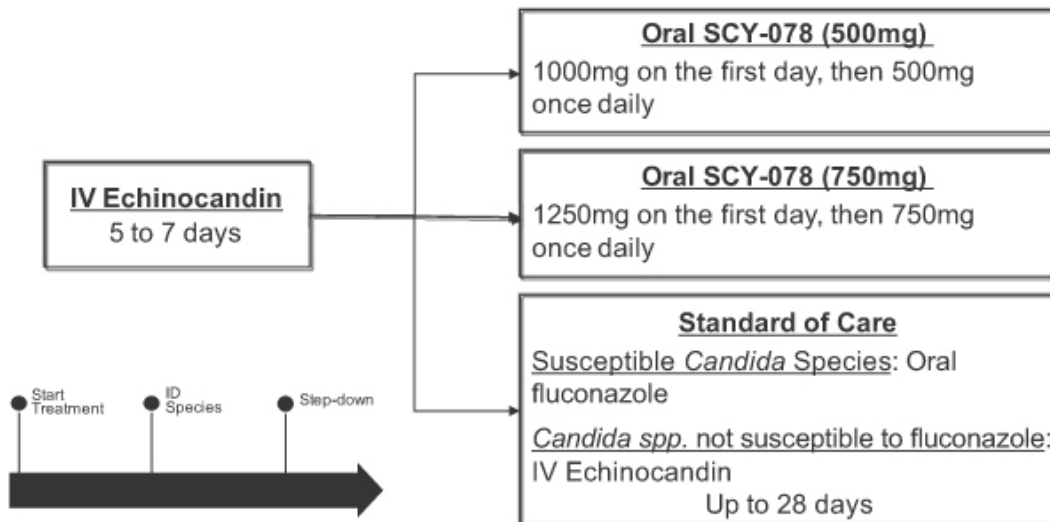 Oral SCY-078 (500mg)
1000mg on the first day, then 500mg
once daily
IV Echinocandin
5 to 7 days
Oral SCY-078 (750mg)
1250mg on the first day, then 750mg
once daily
Standard of Care
Susceptible Candida Species: Oral
fluconazole
Candida spp. not susceptible to fluconazole:
IV Echinocandin
Up to 28 days
Start
Treatment
ID
Species
Step-down